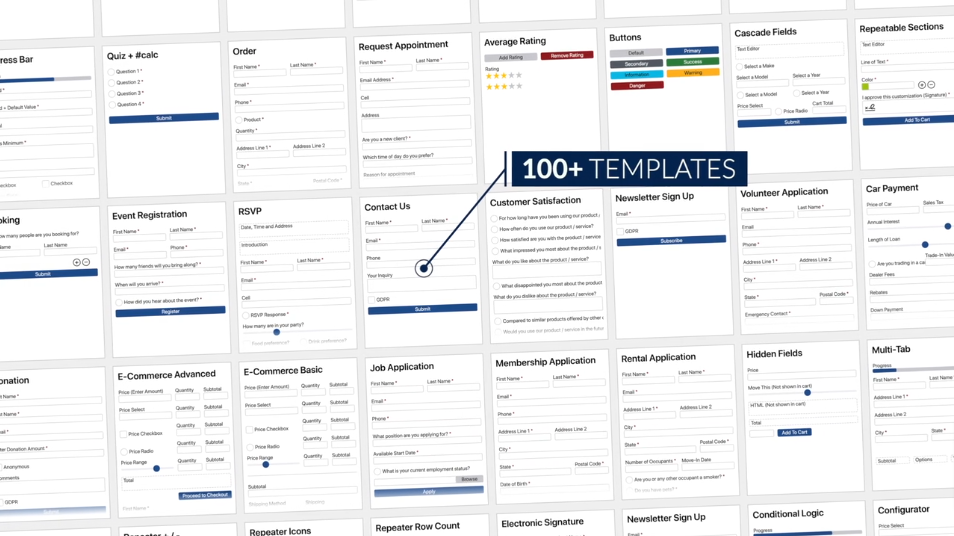 ress Bar
d + Default Value *
s Minimum *
Checkbox
Checkbox
Quiz + #calc
Question 1 *
Question 2 *
Question 3 *
Question 4 *
Submit
Order
First Name *
Last Name *
Email *
Phone *
Product *
Quantity *
Address Line 1 *
Address Line 2
City *
State *
Postal Code *
Request Appointment
First Name *
Last Name *
Email Address *
Cell
Address
Are you a new client? *
Which time of day do you prefer?
Reason for appointment
Average Rating
Add Rating
Remove Rating
Rating
Buttons
Default
Primary
Secondary
Success
Information
Warning
Danger
Cascade Fields
Text Editor
Select a Make
Select a Model
Select a Year
Select a Model
Select a Year
Price Select
Price Radio
Cart Total
Submit
Repeatable Sections
Text Editor
Line of Text *
Color *
I approve this customization (Signature) *
Add To Cart
100+ TEMPLATES
oking
ow many people are you booking for?
Name
Last Name
Submit
Event Registration
First Name *
Last Name *
Email *
Phone *
How many friends will you bring along? *
When will you arrive? *
How did you hear about the event? *
Register
RSVP
Date, Time and Address
Introduction
First Name *
Last Name *
Email *
Cell
RSVP Response *
How many are in your party?
Food preference?
Drink preference?
Contact Us
First Name *
Last Name *
Email *
Phone
Your Inquiry
GDPR
Submit
Customer Satisfaction
For how long have you been using our product
How often do you use our product / service?
How satisfied are you with the product / service
What impressed you most about the product /
What do you like about the product / service?
What disappointed you most about the product
What do you dislike about the product / service?
Compared to similar products offered by other c
Would you use our product / service in the future
Newsletter Sign Up
Email *
GDPR
Subscribe
Volunteer Application
First Name *
Last Name *
Email *
Phone *
Address Line 1 *
Address Line 2
City *
State *
Postal Code *
Emergency Contact *
Car Payment
Price of Car
Sales Tax
Annual Interest
Length of Loan
Trade-In Valu
Are you trading in a car
Dealer Fees
Rebates
Down Payment
onation
Name *
Name *
ter Donation Amount *
Anonymous
mments
GDPR
E-Commerce Advanced
Price (Enter Amount)
Quantity
Subtotal
Price Select
Quantity
Subtotal
Price Checkbox
Quantity
Subtotal
Price Radio
Quantity
Subtotal
Price Range
Quantity
Subtotal
Total
Proceed to Checkout
First Name *
E-Commerce Basic
Price (Enter Amount)
Quantity
Subtotal
Price Select
Quantity
Subtotal
Price Checkbox
Quantity
Subtotal
Price Radio
Quantity
Subtotal
Price Range
Quantity
Subtotal
Subtotal
Shipping Method
Shipping
Job Application
First Name *
Last Name *
Email *
Phone *
What position are you applying for? *
Available Start Date *
What is your current employment status?
Browse
Apply
Membership Application
First Name *
Last Name *
Email *
Phone *
Address Line 1 *
Address Line 2
City *
State *
Postal Code *
Date of Birth *
Rental Application
First Name *
Last Name *
Email *
Address Line 1 *
Address Line 2
City *
State *
Postal Code *
Number of Occupants *
Move-In Date
Are you or any other occupant a smoker? *
Do you have pets? *
Hidden Fields
Price
Move This (Not shown in cart)
HTML (Not shown in cart)
Total
Add To Cart
Multi-Tab
Progress
First Name *
Last Name *
Address Line 1 *
Address Line 2
City *
State *
Subtotal
Options
Repeater + / -
Repeater Icons
Repeater Row Count
Electronic Signature
Newsletter Sign Up
Conditional Logic
Progress
Configurator
Price Select